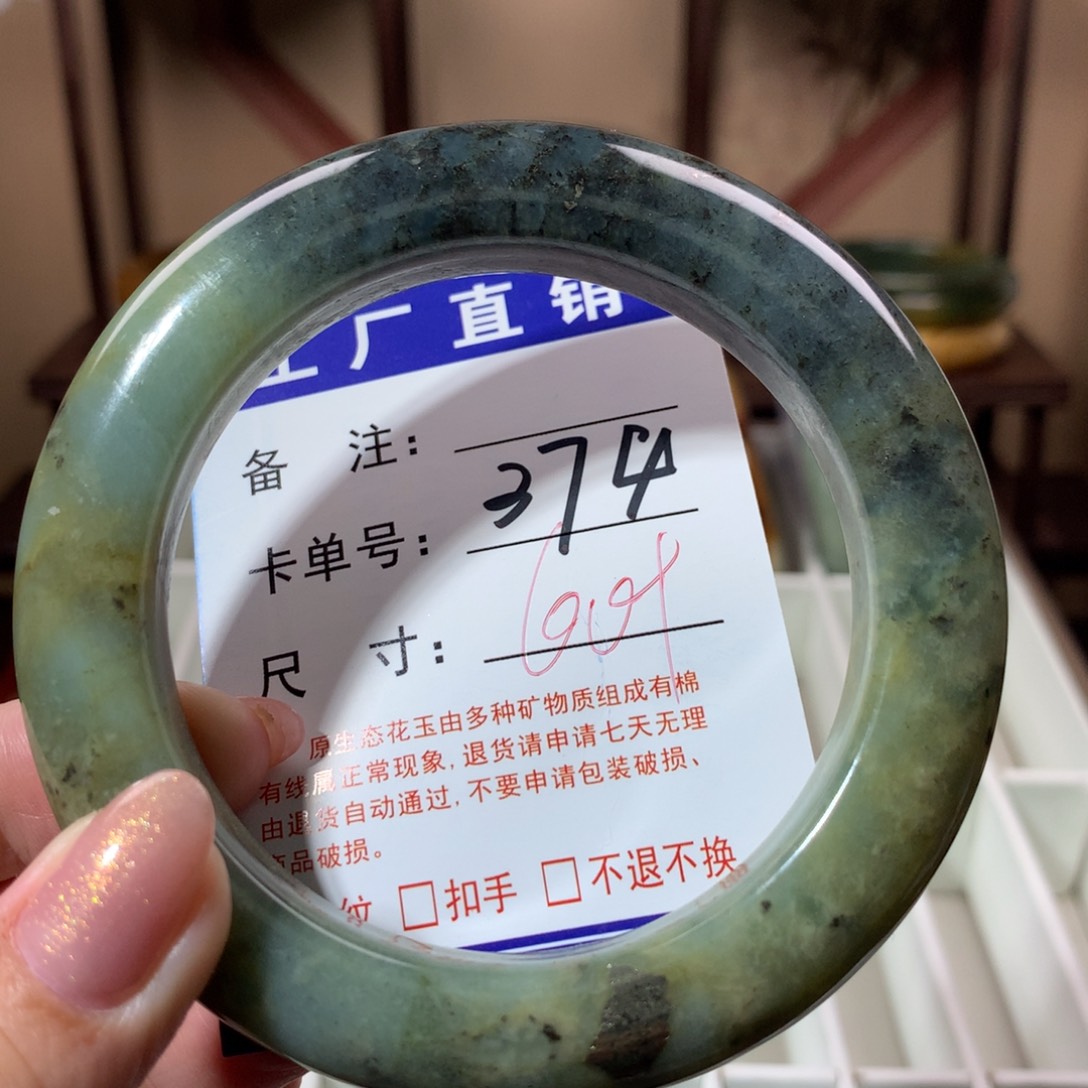 工厂直销
备 注:
卡单号: 374
尺 寸:
原生态花玉由多种矿物质组成有棉
有线属正常现象,退货请申请七天无理
由退货自动通过,不要申请包装破损、
商品破损。
纹 □扣手 □不退不换